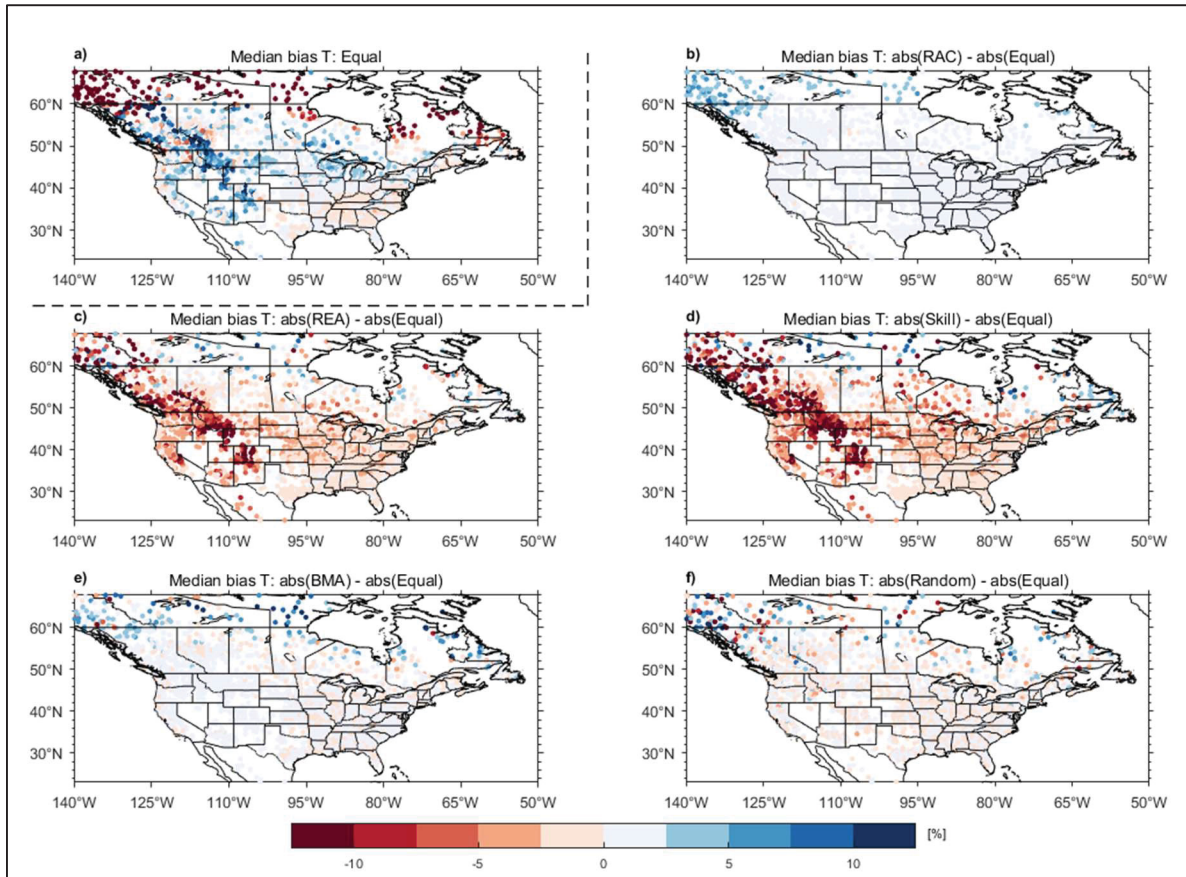 a) Median bias T: Equal
60°N
50°N
40°N
30°N
140°W 125°W 110°W 95°W 80°W 65°W 50°W
b) Median bias T: abs(RAC) - abs(Equal)
60°N
50°N
40°N
30°N
140°W 125°W 110°W 95°W 80°W 65°W 50°W
c) Median bias T: abs(REA) - abs(Equal)
60°N
50°N
40°N
30°N
140°W 125°W 110°W 95°W 80°W 65°W 50°W
d) Median bias T: abs(Skill) - abs(Equal)
60°N
50°N
40°N
30°N
140°W 125°W 110°W 95°W 80°W 65°W 50°W
e) Median bias T: abs(BMA) - abs(Equal)
60°N
50°N
40°N
30°N
140°W 125°W 110°W 95°W 80°W 65°W 50°W
f) Median bias T: abs(Random) - abs(Equal)
60°N
50°N
40°N
30°N
140°W 125°W 110°W 95°W 80°W 65°W 50°W
[%]
-10 -5 0 5 10